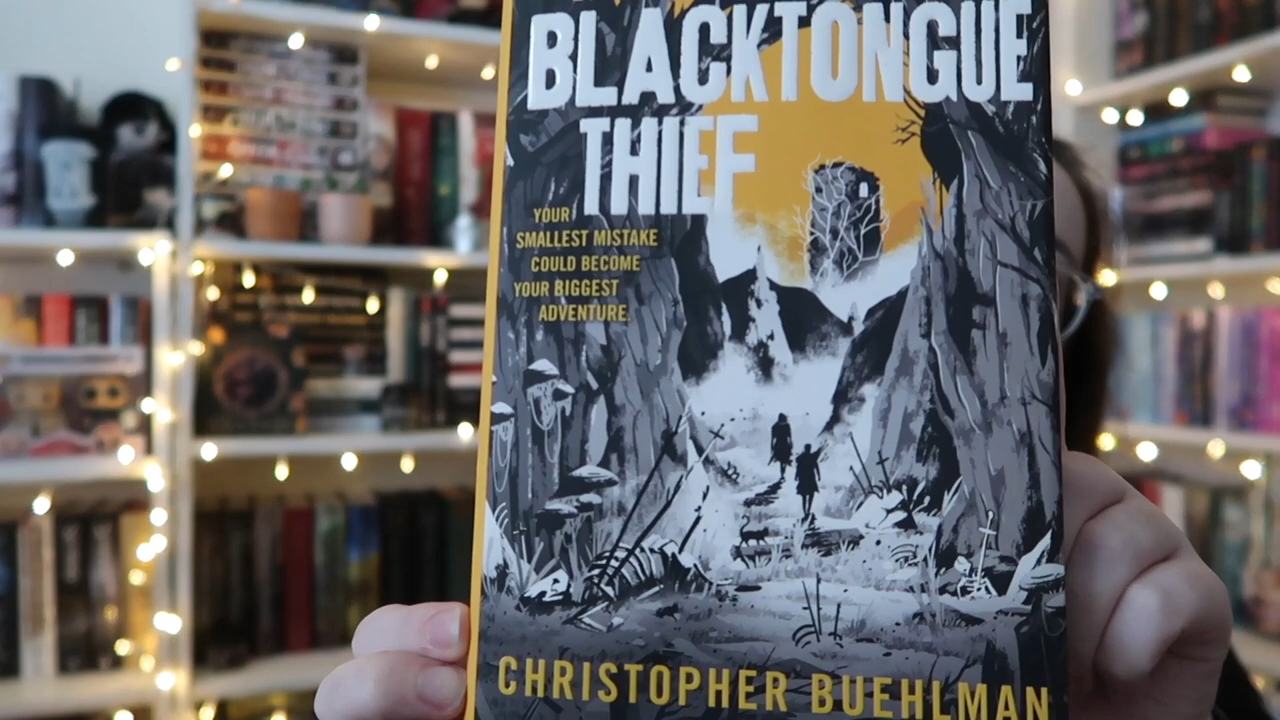 BLACKTONGUE
THIEF
YOUR
SMALLEST MISTAKE
COULD BECOME
YOUR BIGGEST
ADVENTURE.
CHRISTOPHER BUEHLMAN